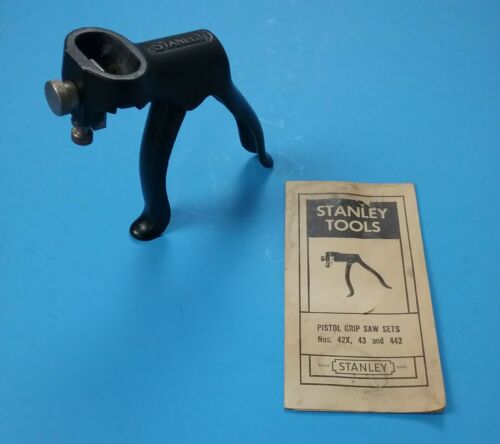 STANLEY
STANLEY
TOOLS
PISTOL GRIP SAW SETS
Nos. 42X, 43 and 442
STANLEY